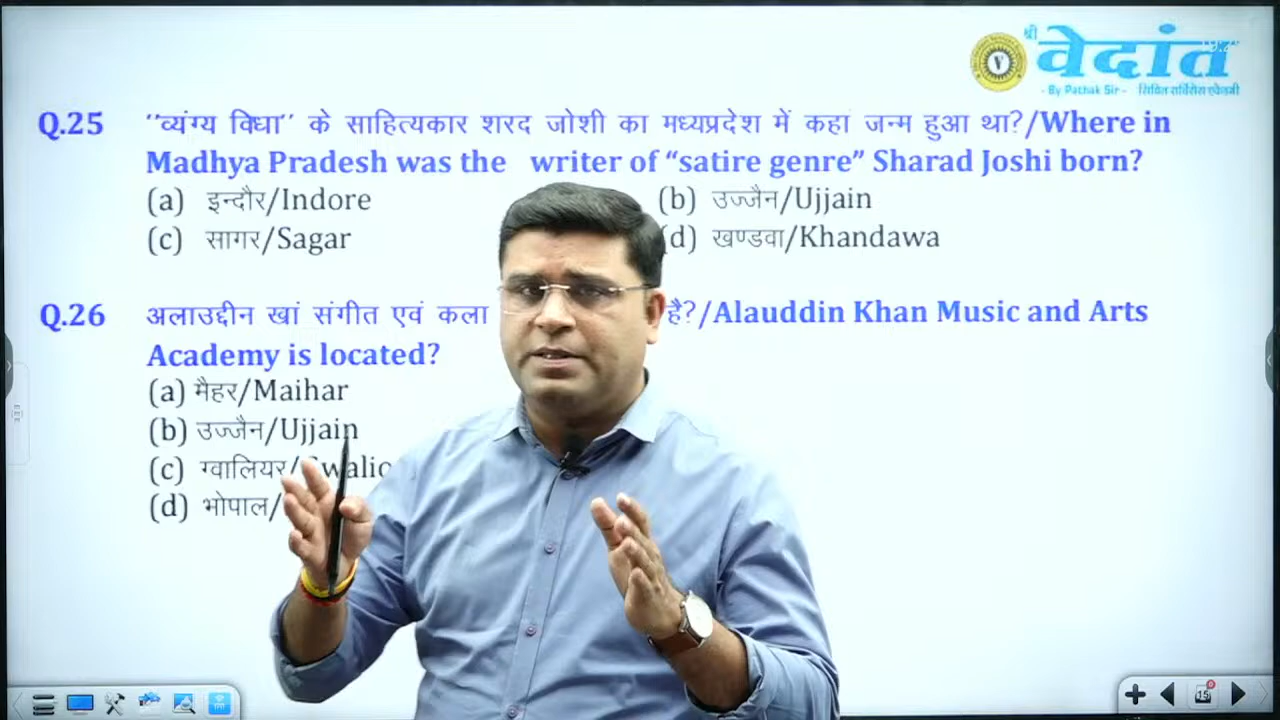 श्री
वेदांत
- By Pathak Sir - सिविल सर्विसेस एकेडमी
Q.25 ''व्यंग्य विधा'' के साहित्यकार शरद जोशी का मध्यप्रदेश में कहां जन्म हुआ था?/Where in
Madhya Pradesh was the writer of “satire genre” Sharad Joshi born?
(a) इन्दौर/Indore (b) उज्जैन/Ujjain
(c) सागर/Sagar (d) खण्डवा/Khandawa
Q.26 अलाउद्दीन खां संगीत एवं कला है?/Alauddin Khan Music and Arts
Academy is located?
(a) मैहर/Maihar
(b) उज्जैन/Ujjain
(c) ग्वालियर/
(d) भोपाल/